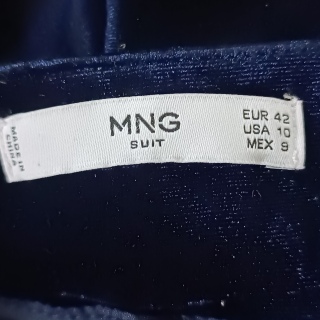 MNG
SUIT
EUR 42
USA 10
MEX 9
MADE IN
CHINA